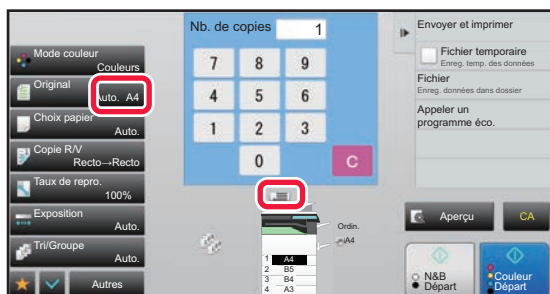 Nb. de copies 1
Mode couleur
Couleurs
Original
Auto. A4
Choix papier
Auto.
Copie R/V
Recto→Recto
Taux de repro.
100%
Exposition
Auto.
Tri/Groupe
Auto.
Autres
7 8 9
4 5 6
1 2 3
0 C
Ordin.
A4
1 A4
2 B5
3 B4
4 A3
Envoyer et imprimer
Fichier temporaire
Enreg. temp. des données
Fichier
Enreg. données dans dossier
Appeler un
programme éco.
Aperçu CA
N&B
Départ
Couleur
Départ